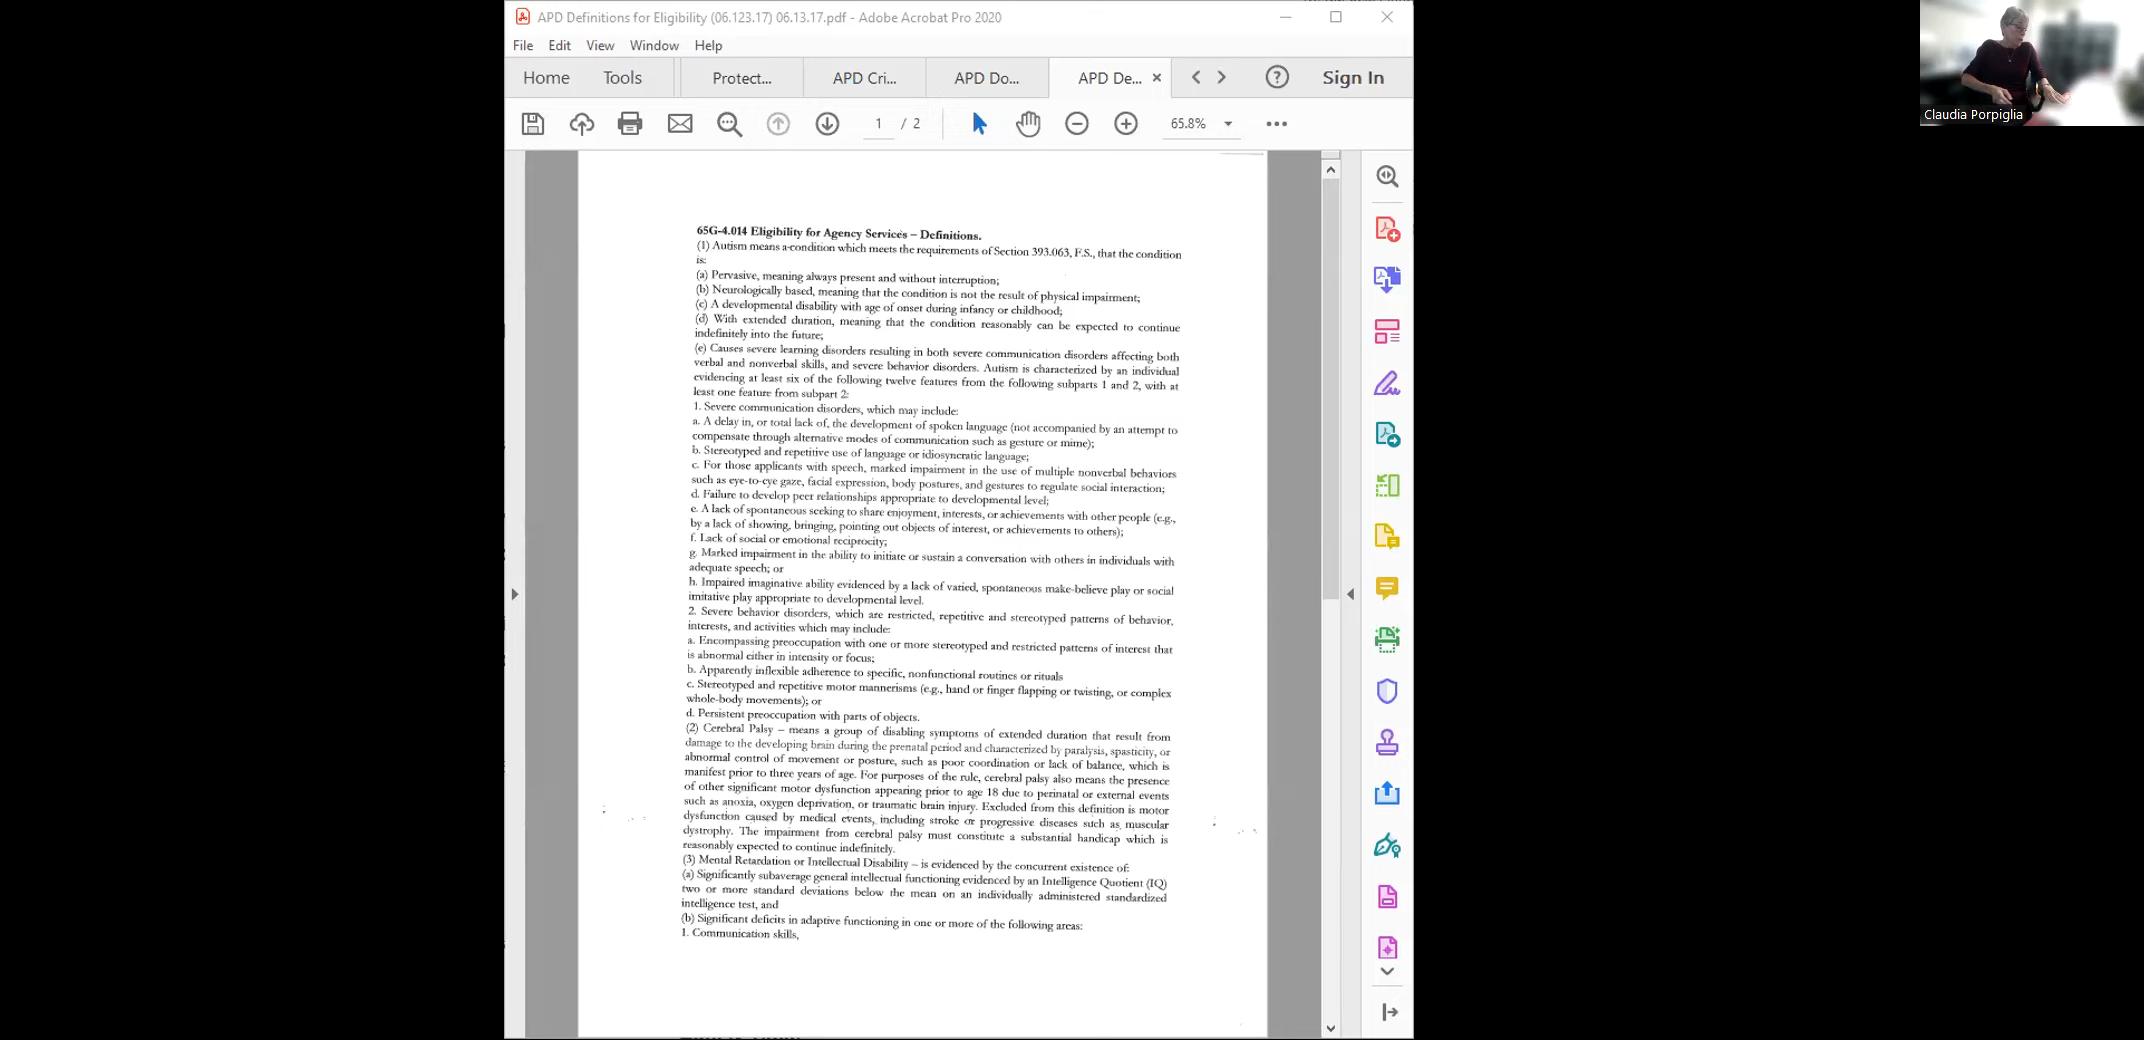 APD Definitions for Eligibility (06.123.17) 06.13.17.pdf - Adobe Acrobat Pro 2020
File Edit View Window Help
Home Tools Protect... APD Cri... APD Do... APD De... × Sign In
1 / 2 65.8%
Claudia Porpiglia
65G-4.014 Eligibility for Agency Services – Definitions.
(1) Autism means a condition which meets the requirements of Section 393.063, F.S., that the condition
is:
(a) Pervasive, meaning always present and without interruption;
(b) Neurologically based, meaning that the condition is not the result of physical impairment;
(c) A developmental disability with age of onset during infancy or childhood;
(d) With extended duration, meaning that the condition reasonably can be expected to continue
indefinitely into the future;
(e) Causes severe learning disorders resulting in both severe communication disorders affecting both
verbal and nonverbal skills, and severe behavior disorders. Autism is characterized by an individual
evidencing at least six of the following twelve features from the following subparts 1 and 2, with at
least one feature from subpart 2:
1. Severe communication disorders, which may include:
a. A delay in, or total lack of, the development of spoken language (not accompanied by an attempt to
compensate through alternative modes of communication such as gesture or mime);
b. Stereotyped and repetitive use of language or idiosyncratic language;
c. For those applicants with speech, marked impairment in the use of multiple nonverbal behaviors
such as eye-to-eye gaze, facial expression, body postures, and gestures to regulate social interaction;
d. Failure to develop peer relationships appropriate to developmental level;
e. A lack of spontaneous seeking to share enjoyment, interests, or achievements with other people (e.g.,
by a lack of showing, bringing, pointing out objects of interest, or achievements to others);
f. Lack of social or emotional reciprocity;
g. Marked impairment in the ability to initiate or sustain a conversation with others in individuals with
adequate speech; or
h. Impaired imaginative ability evidenced by a lack of varied, spontaneous make-believe play or social
imitative play appropriate to developmental level.
2. Severe behavior disorders, which are restricted, repetitive and stereotyped patterns of behavior,
interests, and activities which may include:
a. Encompassing preoccupation with one or more stereotyped and restricted patterns of interest that
is abnormal either in intensity or focus;
b. Apparently inflexible adherence to specific, nonfunctional routines or rituals
c. Stereotyped and repetitive motor mannerisms (e.g., hand or finger flapping or twisting, or complex
whole-body movements); or
d. Persistent preoccupation with parts of objects.
(2) Cerebral Palsy – means a group of disabling symptoms of extended duration that result from
damage to the developing brain during the prenatal period and characterized by paralysis, spasticity, or
abnormal control of movement or posture, such as poor coordination or lack of balance, which is
manifest prior to three years of age. For purposes of the rule, cerebral palsy also means the presence
of other significant motor dysfunction appearing prior to age 18 due to perinatal or external events
such as anoxia, oxygen deprivation, or traumatic brain injury. Excluded from this definition is motor
dysfunction caused by medical events, including stroke or progressive diseases such as muscular
dystrophy. The impairment from cerebral palsy must constitute a substantial handicap which is
reasonably expected to continue indefinitely.
(3) Mental Retardation or Intellectual Disability – is evidenced by the concurrent existence of:
(a) Significantly subaverage general intellectual functioning evidenced by an Intelligence Quotient (IQ)
two or more standard deviations below the mean on an individually administered standardized
intelligence test, and
(b) Significant deficits in adaptive functioning in one or more of the following areas:
1. Communication skills,